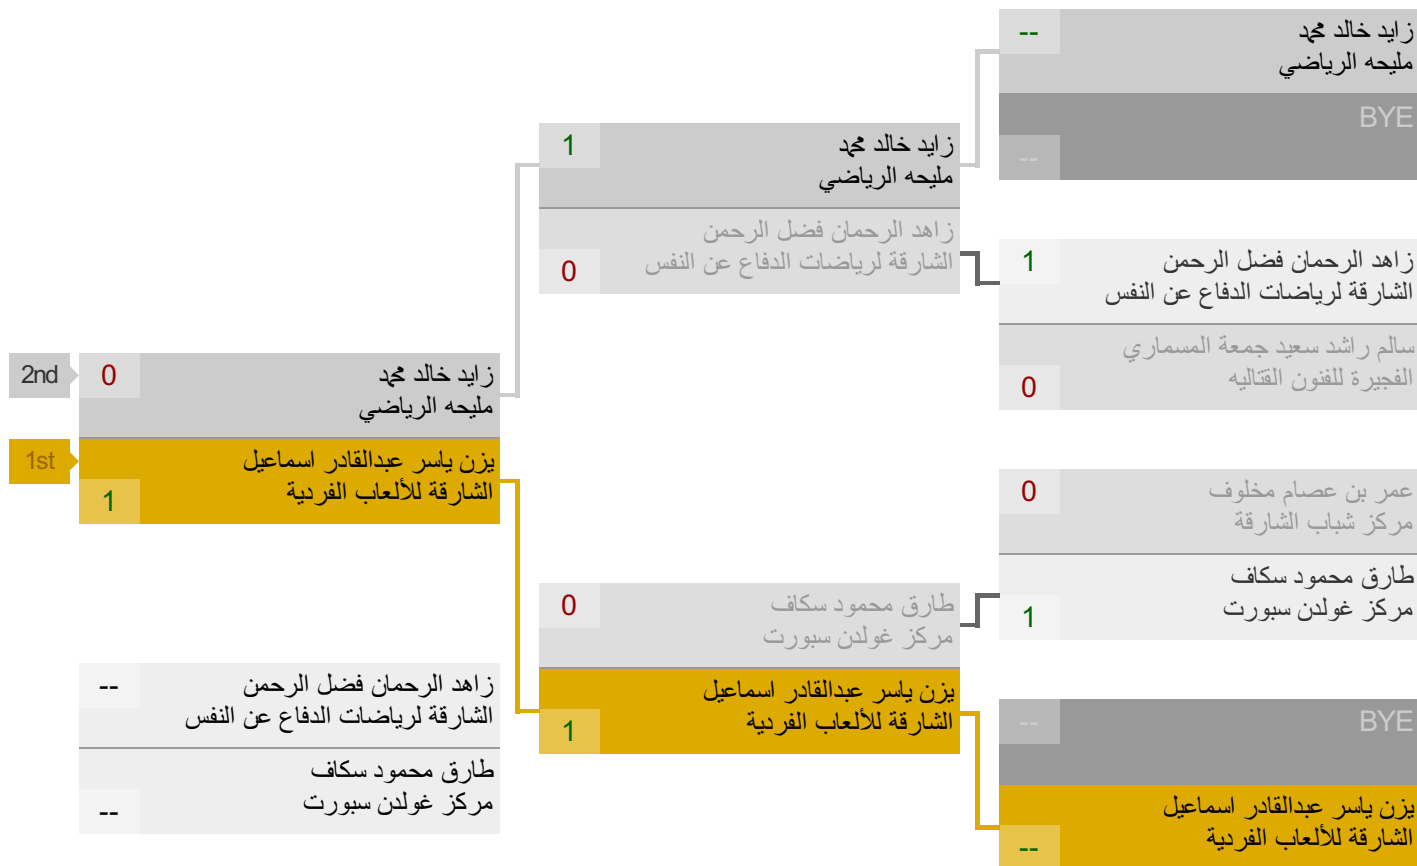 --
زايد خالد محمد
مليحه الرياضي
BYE
--
1
زايد خالد محمد
مليحه الرياضي
زاهد الرحمان فضل الرحمن
الشارقة لرياضات الدفاع عن النفس
0
1
زاهد الرحمان فضل الرحمن
الشارقة لرياضات الدفاع عن النفس
سالم راشد سعيد جمعة المسماري
الفجيرة للفنون القتاليه
0
2nd
0
زايد خالد محمد
مليحه الرياضي
1st
يزن ياسر عبدالقادر اسماعيل
الشارقة للألعاب الفردية
1
0
عمر بن عصام مخلوف
مركز شباب الشارقة
طارق محمود سكاف
مركز غولدن سبورت
1
0
طارق محمود سكاف
مركز غولدن سبورت
يزن ياسر عبدالقادر اسماعيل
الشارقة للألعاب الفردية
1
--
زاهد الرحمان فضل الرحمن
الشارقة لرياضات الدفاع عن النفس
طارق محمود سكاف
مركز غولدن سبورت
--
--
BYE
يزن ياسر عبدالقادر اسماعيل
الشارقة للألعاب الفردية
--